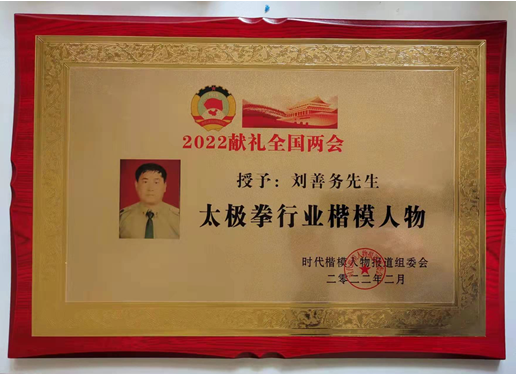 2022献礼全国两会
授予：刘善务先生
太极拳行业楷模人物
时代楷模人物报道组委会
二零二二年二月